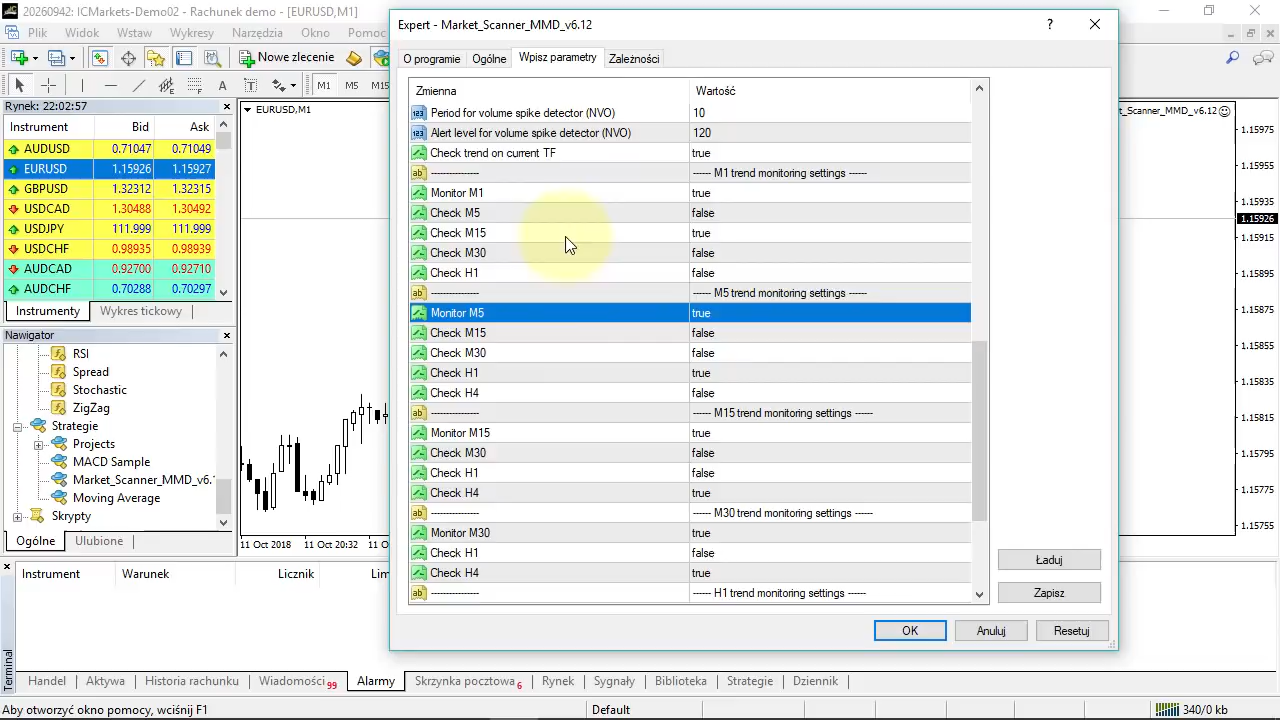 20260942: ICMarkets-Demo02 - Rachunek demo - [EURUSD,M1]
Plik Widok Wstaw Wykresy Narzędzia Okno Pomoc
Nowe zlecenie
A T M1 M5 M15
Rynek: 22:02:57
Instrument Bid Ask
AUDUSD 0.71047 0.71049
EURUSD 1.15926 1.15927
GBPUSD 1.32312 1.32315
USDCAD 1.30488 1.30492
USDJPY 111.999 111.999
USDCHF 0.98935 0.98939
AUDCAD 0.92700 0.92710
AUDCHF 0.70288 0.70297
Instrumenty Wykres tickowy
Nawigator
RSI
Spread
Stochastic
ZigZag
Strategie
Projects
MACD Sample
Market_Scanner_MMD_v6.1
Moving Average
Skrypty
Ogólne Ulubione
EURUSD,M1
11 Oct 2018 11 Oct 20:32 11 O
t_Scanner_MMD_v6.12
1.15975
1.15955
1.15935
1.15926
1.15915
1.15895
1.15875
1.15855
1.15835
1.15815
1.15795
1.15775
1.15755
Expert - Market_Scanner_MMD_v6.12
? 
O programie Ogólne Wpisz parametry Zależności
Zmienna Wartość
Period for volume spike detector (NVO) 10
Alert level for volume spike detector (NVO) 120
Check trend on current TF true
---------------- ------ M1 trend monitoring settings ------
Monitor M1 true
Check M5 false
Check M15 true
Check M30 false
Check H1 false
---------------- ------ M5 trend monitoring settings ------
Monitor M5 true
Check M15 false
Check M30 false
Check H1 true
Check H4 false
---------------- ------ M15 trend monitoring settings ------
Monitor M15 true
Check M30 false
Check H1 false
Check H4 true
---------------- ------ M30 trend monitoring settings ------
Monitor M30 true
Check H1 false
Check H4 true
---------------- ------ H1 trend monitoring settings ------
Ładuj
Zapisz
OK Anuluj Resetuj
Terminal
Instrument Warunek Licznik Lim
Handel Aktywa Historia rachunku Wiadomości 99 Alarmy Skrzynka pocztowa 6 Rynek Sygnały Biblioteka Strategie Dziennik
Aby otworzyć okno pomocy, wciśnij F1 Default 340/0 kb